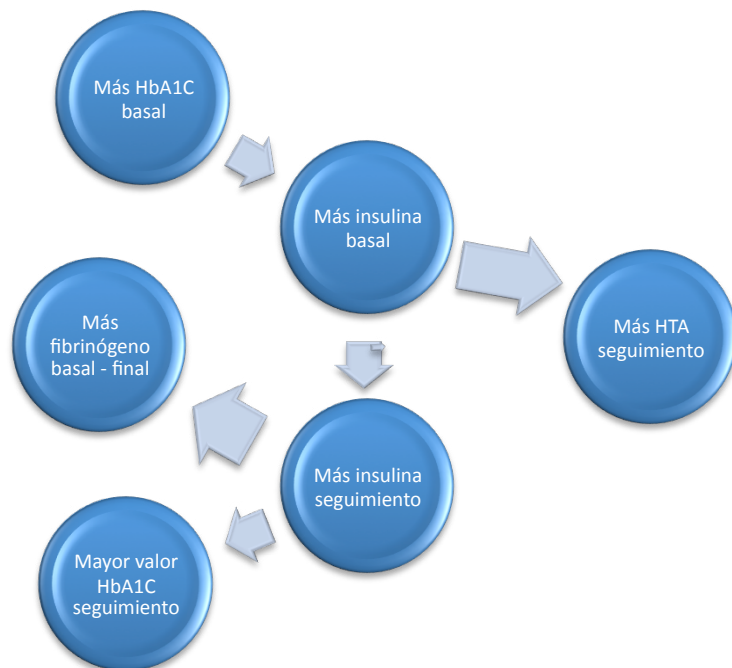 Más HbA1C
basal
Más insulina
basal
Más HTA
seguimiento
Más
fibrinógeno
basal - final
Más insulina
seguimiento
Mayor valor
HbA1C
seguimiento